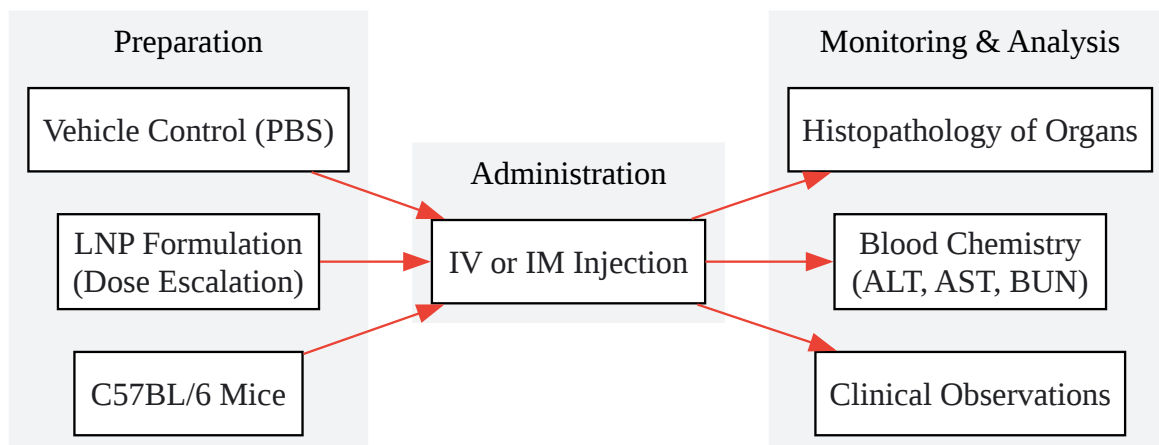 Preparation
Vehicle Control (PBS)
LNP Formulation
(Dose Escalation)
C57BL/6 Mice
Administration
IV or IM Injection
Monitoring & Analysis
Histopathology of Organs
Blood Chemistry
(ALT, AST, BUN)
Clinical Observations